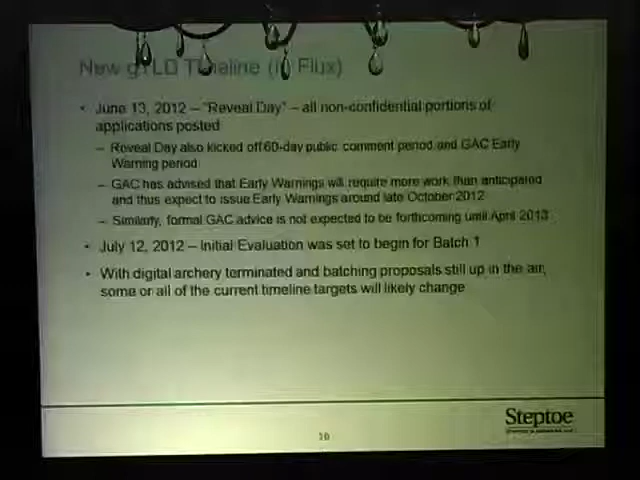 New gTLD Timeline (In Flux)
• June 13, 2012 – "Reveal Day" – all non-confidential portions of
applications posted
– Reveal Day also kicked off 60-day public comment period and GAC Early
Warning period
– GAC has advised that Early Warnings will require more work than anticipated
and thus expect to issue Early Warnings around late October 2012
– Similarly, formal GAC advice is not expected to be forthcoming until April 2013
• July 12, 2012 – Initial Evaluation was set to begin for Batch 1
• With digital archery terminated and batching proposals still up in the air,
some or all of the current timeline targets will likely change
Steptoe
10